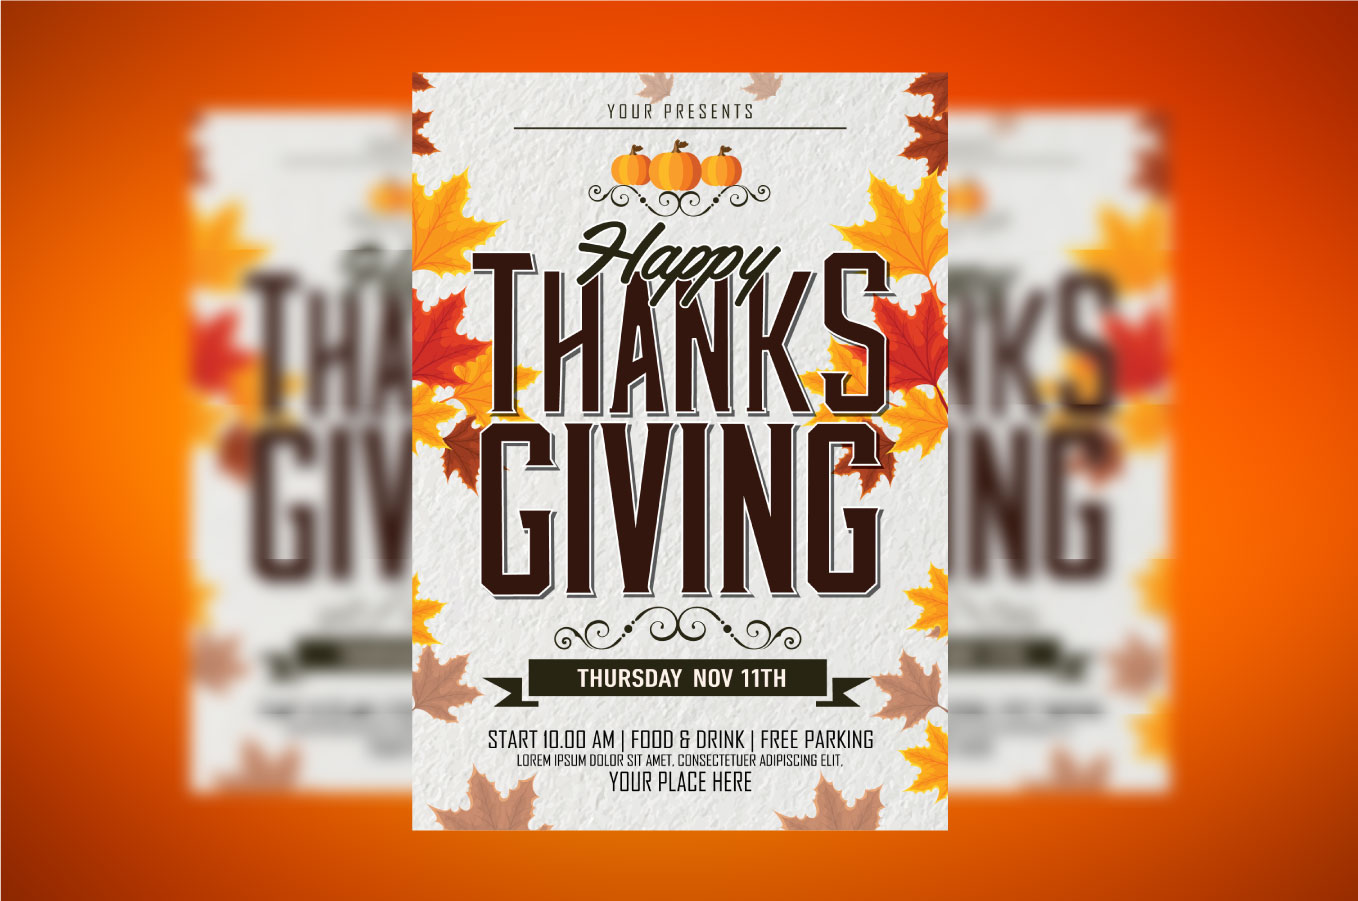 YOUR PRESENTS
Happy
THANKS
GIVING
THURSDAY NOV 11TH
START 10.00 AM | FOOD & DRINK | FREE PARKING
LOREM IPSUM DOLOR SIT AMET, CONSECTETUER ADIPISCING ELIT,
YOUR PLACE HERE